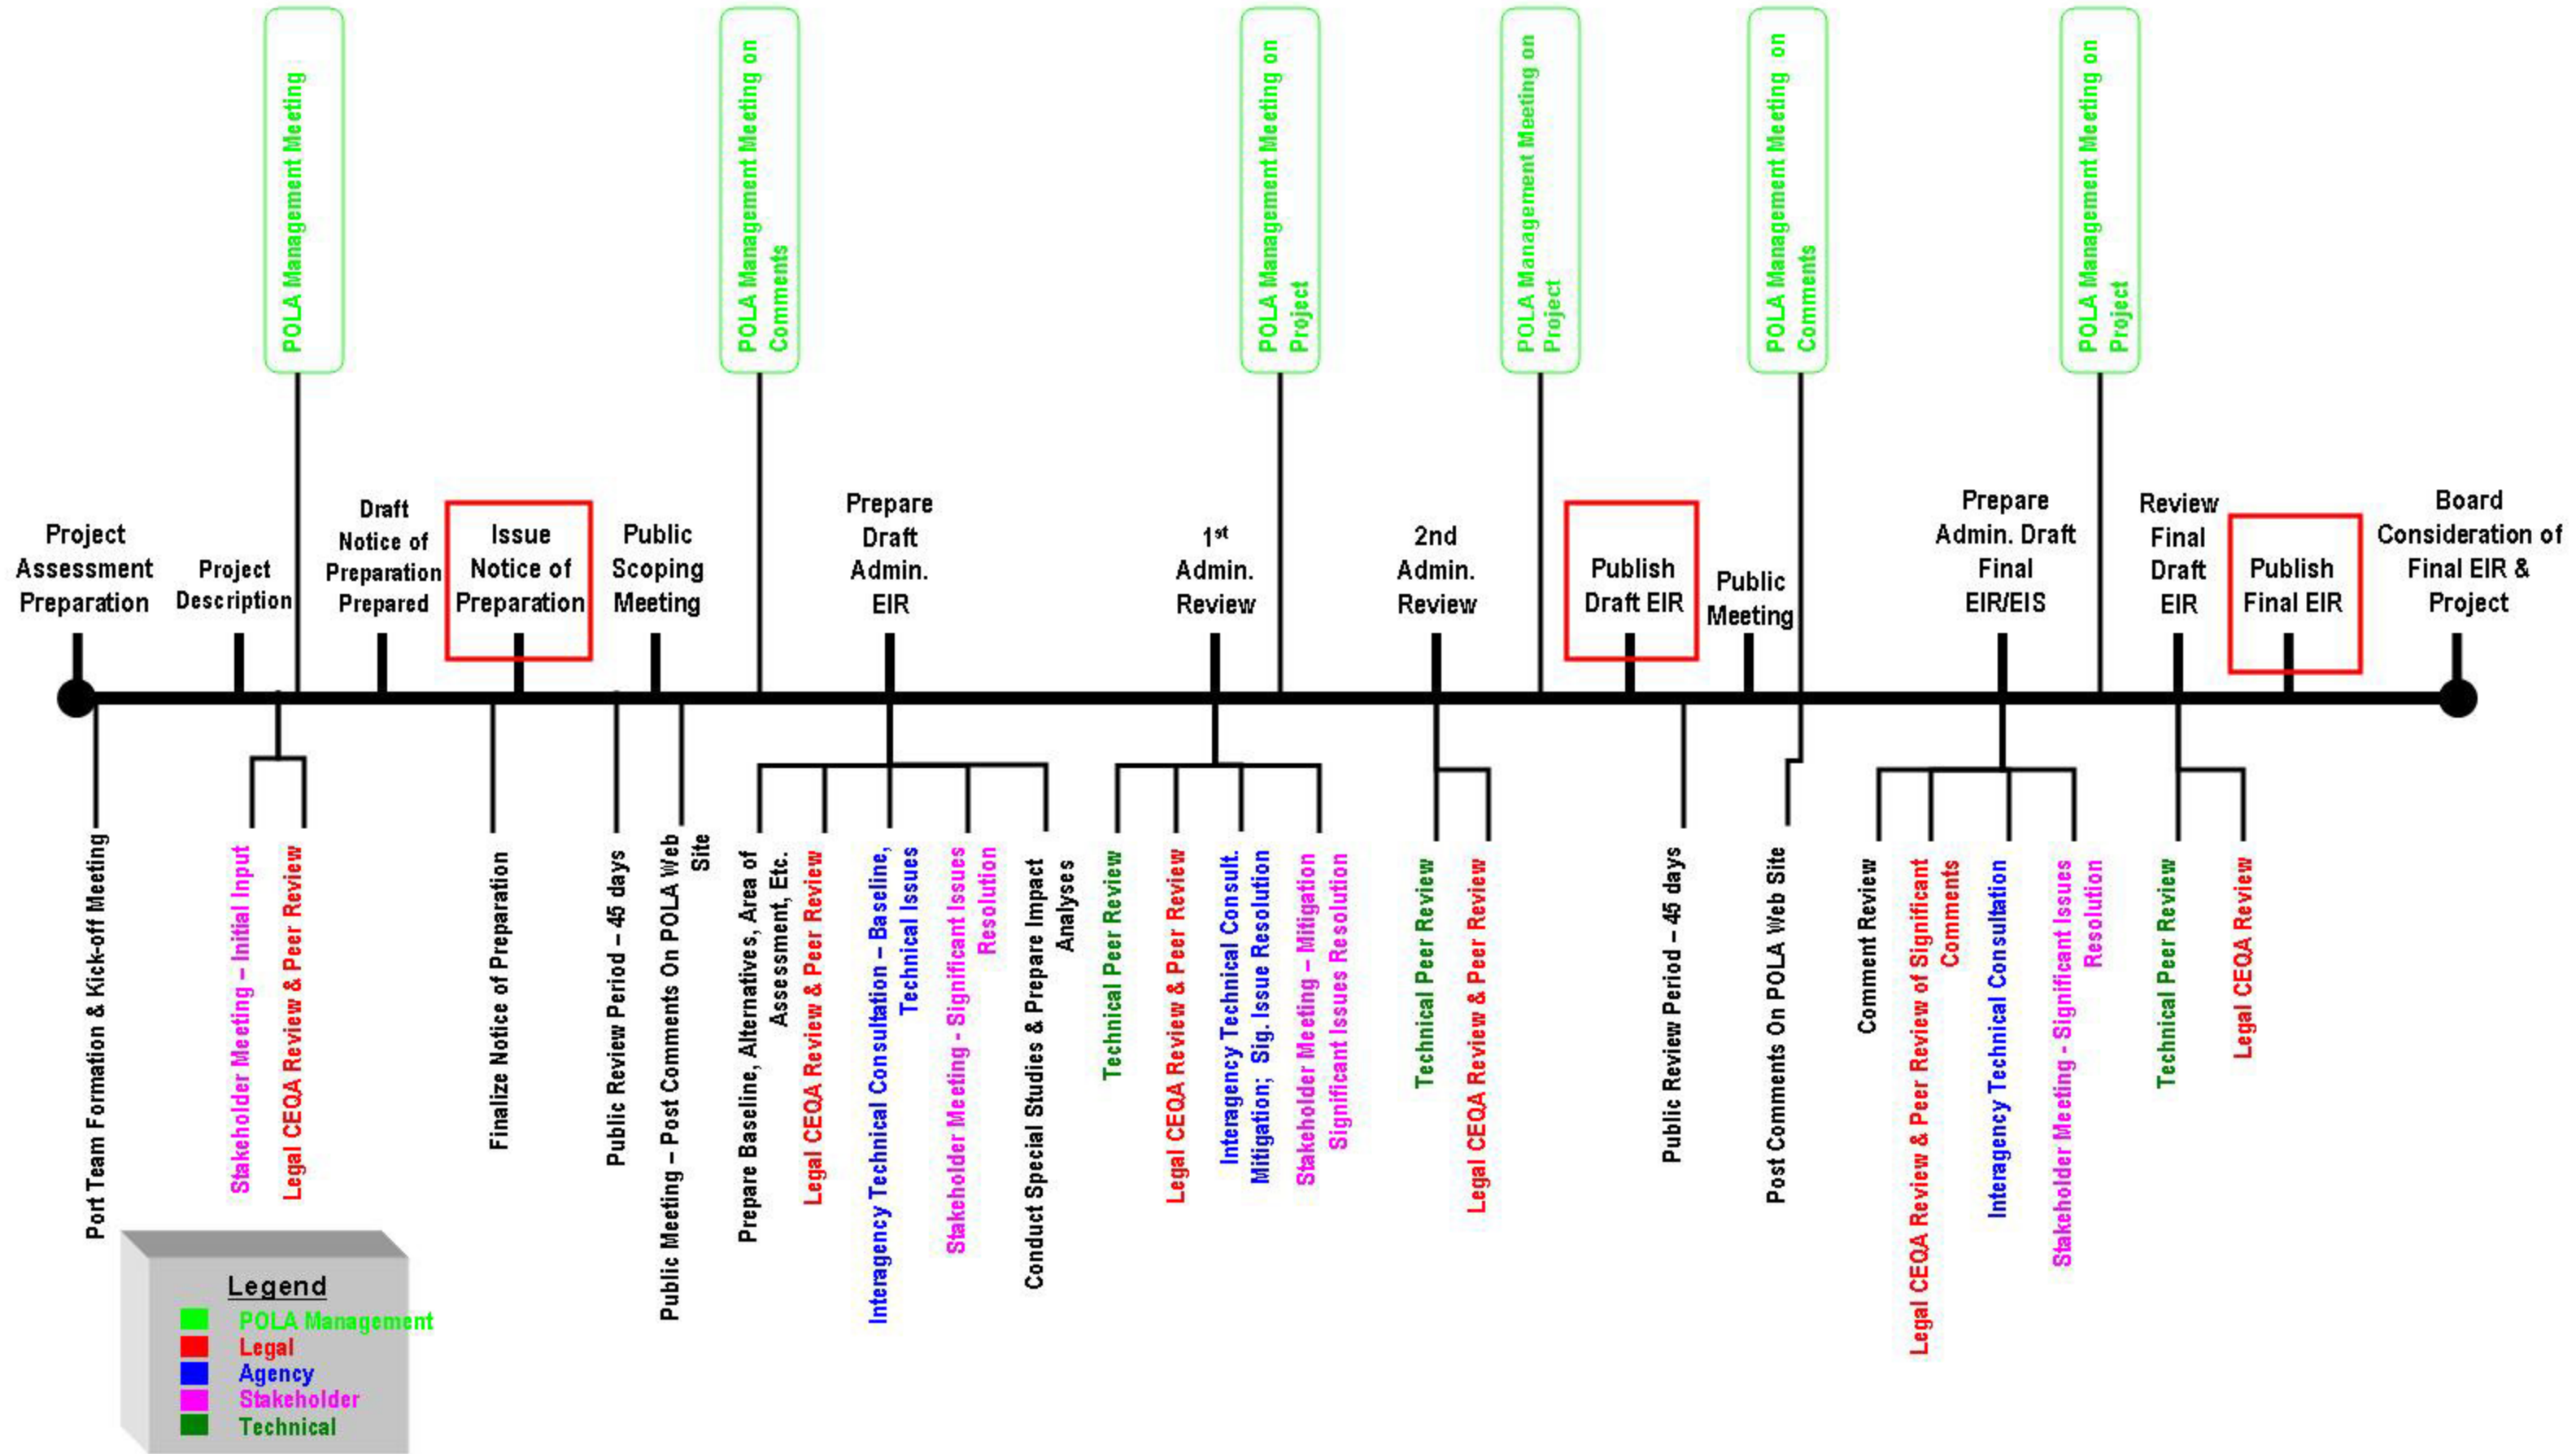 POLA Management Meeting
POLA Management Meeting on
Comments
POLA Management Meeting on
Project
POLA Management Meeting on
Project
POLA Management Meeting on
Comments
POLA Management Meeting on
Project
Project
Assessment
Preparation
Project
Description
Draft
Notice of
Preparation
Prepared
Issue
Notice of
Preparation
Public
Scoping
Meeting
Prepare
Draft
Admin.
EIR
1st
Admin.
Review
2nd
Admin.
Review
Publish
Draft EIR
Public
Meeting
Prepare
Admin. Draft
Final
EIR/EIS
Review
Final
Draft
EIR
Publish
Final EIR
Board
Consideration of
Final EIR &
Project
Port Team Formation & Kick-off Meeting
Stakeholder Meeting – Initial Input
Legal CEQA Review & Peer Review
Finalize Notice of Preparation
Public Review Period – 45 days
Public Meeting – Post Comments On POLA Web
Site
Prepare Baseline, Alternatives, Area of
Assessment, Etc.
Legal CEQA Review & Peer Review
Interagency Technical Consultation – Baseline,
Technical Issues
Stakeholder Meeting - Significant Issues
Resolution
Conduct Special Studies & Prepare Impact
Analyses
Technical Peer Review
Legal CEQA Review & Peer Review
Interagency Technical Consult.
Mitigation; Sig. Issue Resolution
Stakeholder Meeting – Mitigation
Significant Issues Resolution
Technical Peer Review
Legal CEQA Review & Peer Review
Public Review Period – 45 days
Post Comments On POLA Web Site
Comment Review
Legal CEQA Review & Peer Review of Significant
Comments
Interagency Technical Consultation
Stakeholder Meeting - Significant Issues
Resolution
Technical Peer Review
Legal CEQA Review
Legend
POLA Management
Legal
Agency
Stakeholder
Technical